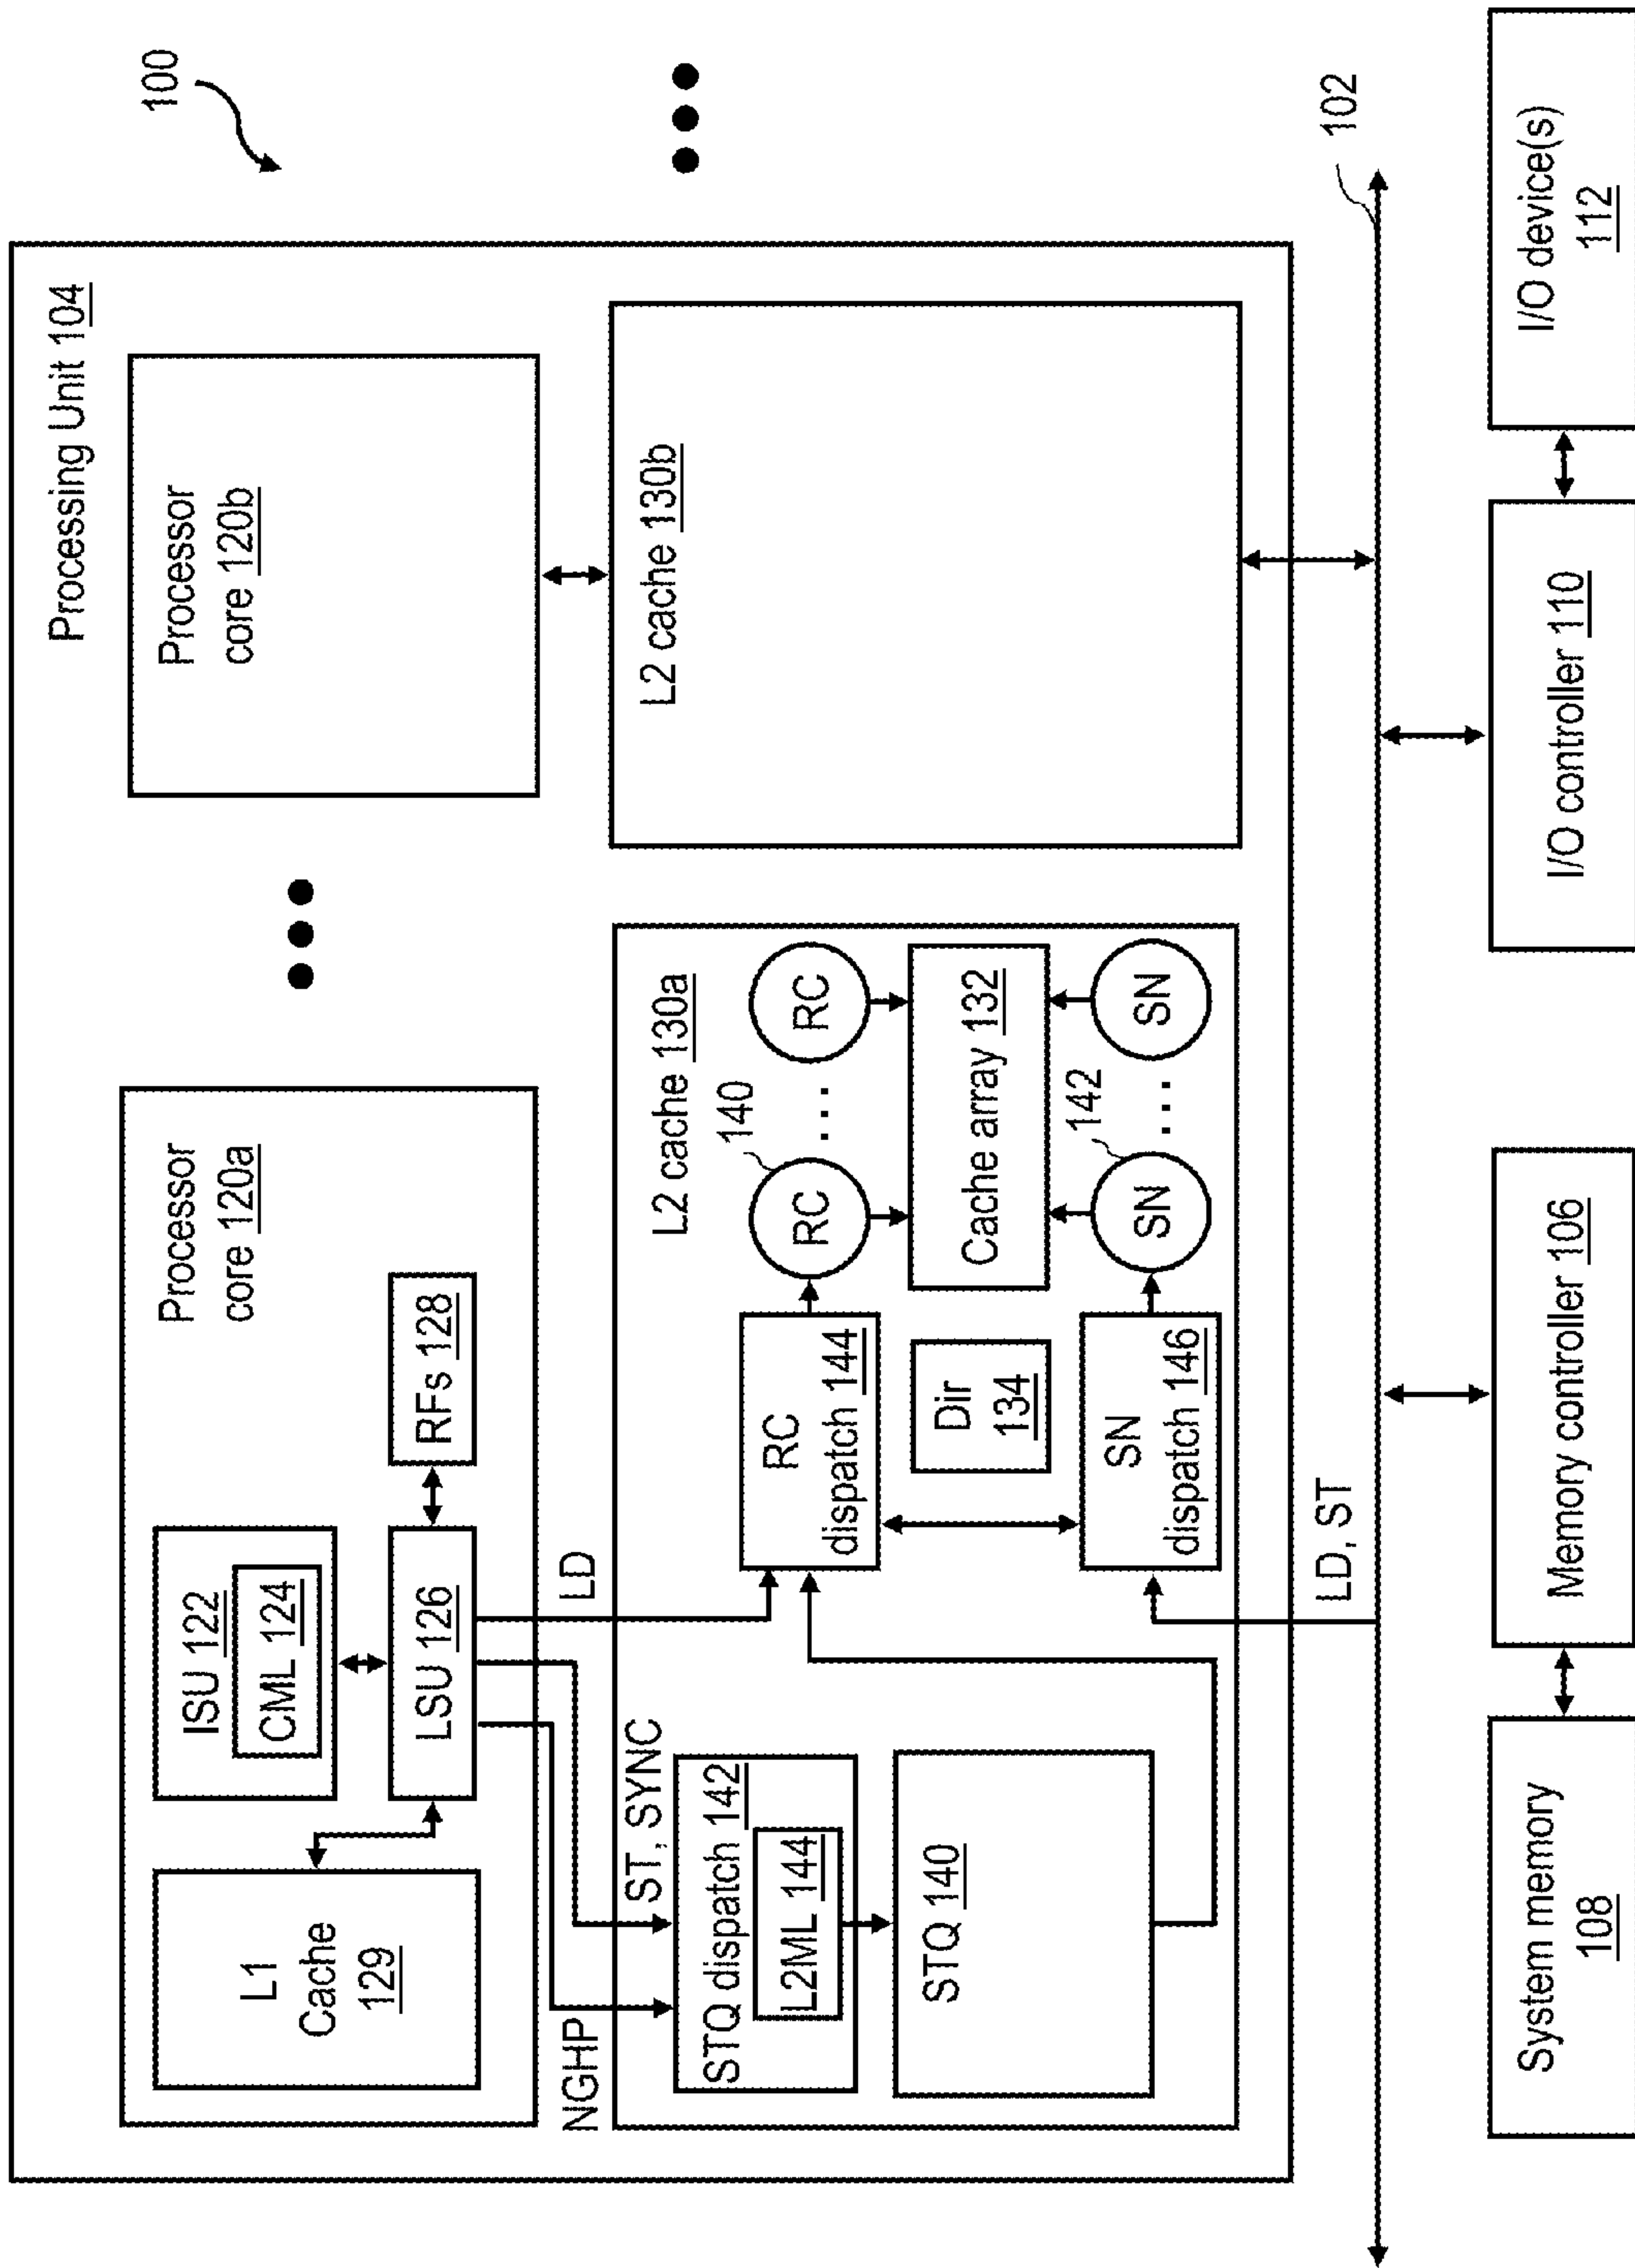 100
Processing Unit 104
Processor
core 120a
L1
Cache
129
ISU 122
CML 124
LSU 126
RFs 128
Processor
core 120b
NGHP
ST, SYNC
LD
L2 cache 130a
STQ dispatch 142
L2ML 144
STQ 140
RC
dispatch 144
Dir
134
SN
dispatch 146
140
RC
...
RC
Cache array 132
142
SN
...
SN
L2 cache 130b
LD, ST
102
System memory
108
Memory controller 106
I/O controller 110
I/O device(s)
112